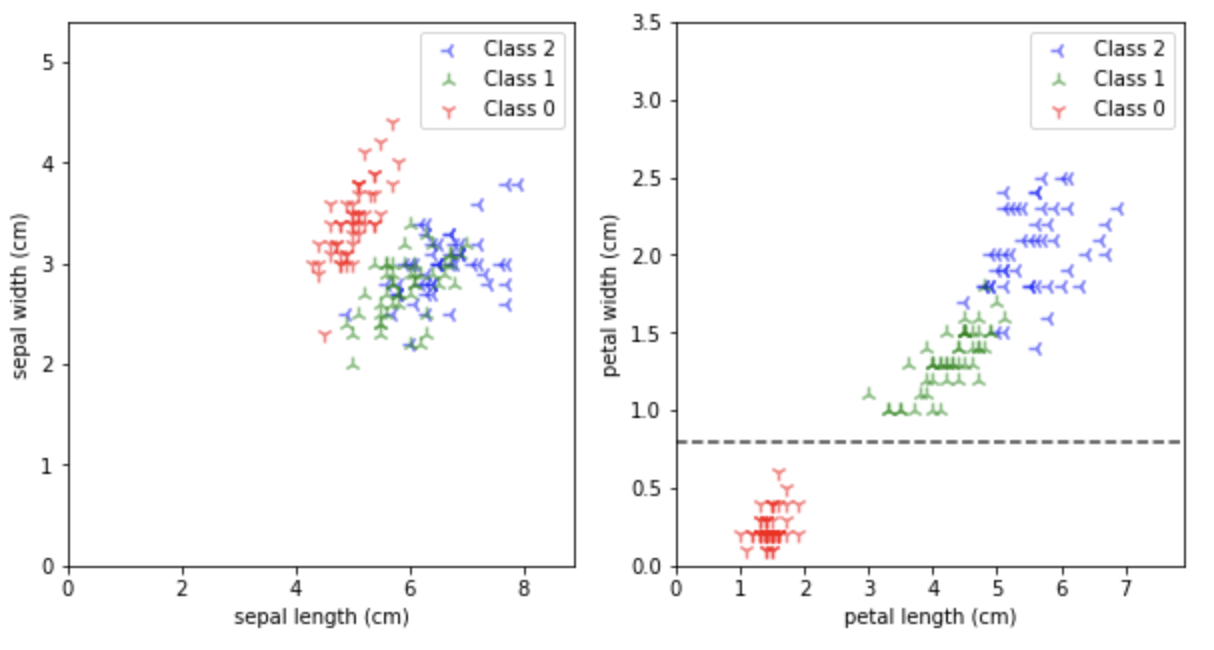 Class 2
Class 1
Class 0
5
4
3
2
1
0
sepal width (cm)
0
2
4
6
8
sepal length (cm)
Class 2
Class 1
Class 0
3.5
3.0
2.5
2.0
1.5
1.0
0.5
0.0
petal width (cm)
0
1
2
3
4
5
6
7
petal length (cm)